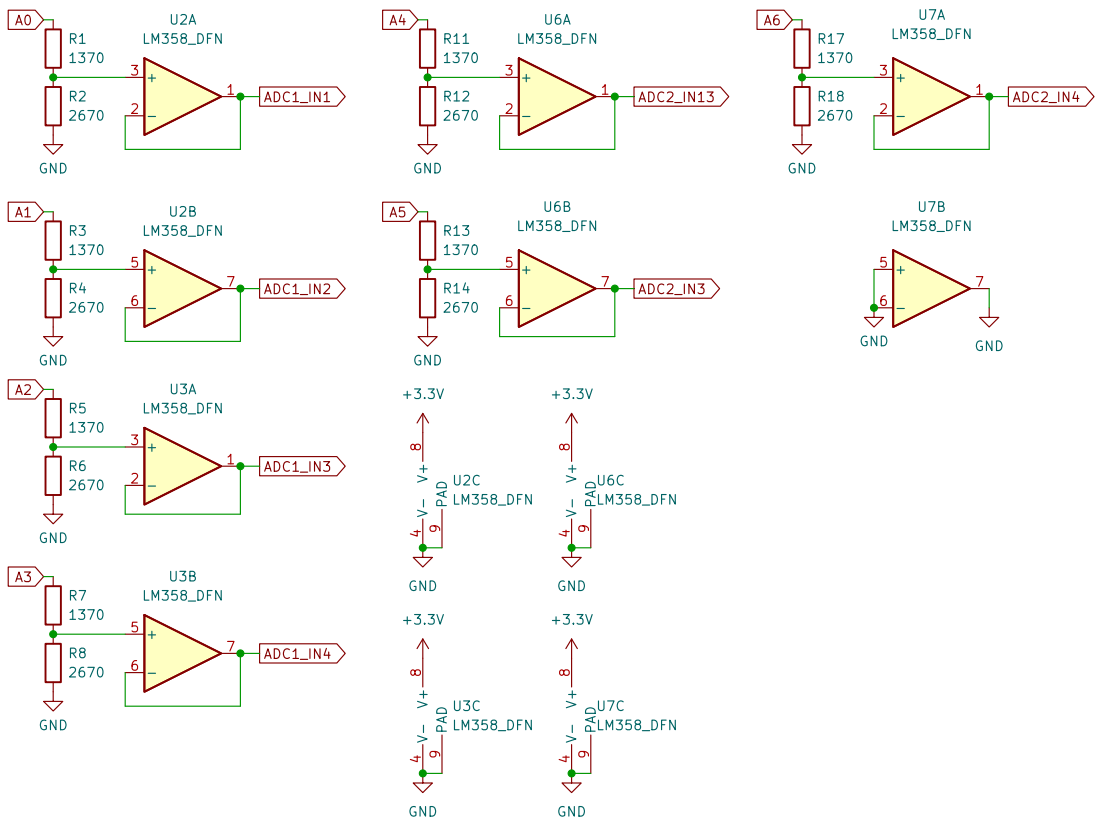 A0
R1
1370
R2
2670
GND
U2A
LM358_DFN
3
+
2
-
1
ADC1_IN1
A4
R11
1370
R12
2670
GND
U6A
LM358_DFN
3
+
2
-
1
ADC2_IN13
A6
R17
1370
R18
2670
GND
U7A
LM358_DFN
3
+
2
-
1
ADC2_IN4
A1
R3
1370
R4
2670
GND
U2B
LM358_DFN
5
+
6
-
7
ADC1_IN2
A5
R13
1370
R14
2670
GND
U6B
LM358_DFN
5
+
6
-
7
ADC2_IN3
U7B
LM358_DFN
5
+
6
-
7
GND
GND
A2
R5
1370
R6
2670
GND
U3A
LM358_DFN
3
+
2
-
1
ADC1_IN3
+3.3V
8
V+
U2C
LM358_DFN
V-
PAD
4
9
GND
+3.3V
8
V+
U6C
LM358_DFN
V-
PAD
4
9
GND
A3
R7
1370
R8
2670
GND
U3B
LM358_DFN
5
+
6
-
7
ADC1_IN4
+3.3V
8
V+
U3C
LM358_DFN
V-
PAD
4
9
GND
+3.3V
8
V+
U7C
LM358_DFN
V-
PAD
4
9
GND